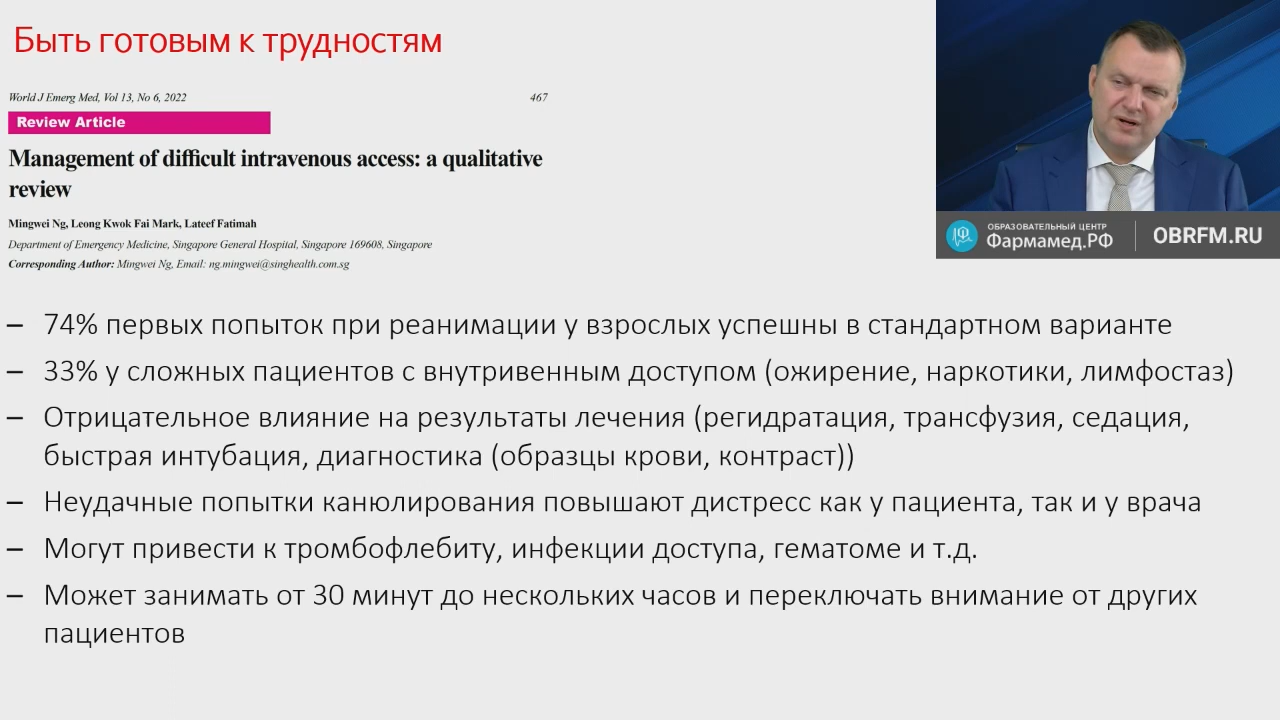 Быть готовым к трудностям
World J Emerg Med, Vol 13, No 6, 2022 467
Review Article
Management of difficult intravenous access: a qualitative
review
Mingwei Ng, Leong Kwok Fai Mark, Lateef Fatimah
Department of Emergency Medicine, Singapore General Hospital, Singapore 169608, Singapore
Corresponding Author: Mingwei Ng, Email: ng.mingwei@singhealth.com.sg
ОБРАЗОВАТЕЛЬНЫЙ ЦЕНТР
Фармамед.РФ
OBRFM.RU
– 74% первых попыток при реанимации у взрослых успешны в стандартном варианте
– 33% у сложных пациентов с внутривенным доступом (ожирение, наркотики, лимфостаз)
– Отрицательное влияние на результаты лечения (регидратация, трансфузия, седация,
быстрая интубация, диагностика (образцы крови, контраст))
– Неудачные попытки канюлирования повышают дистресс как у пациента, так и у врача
– Могут привести к тромбофлебиту, инфекции доступа, гематоме и т.д.
– Может занимать от 30 минут до нескольких часов и переключать внимание от других
пациентов